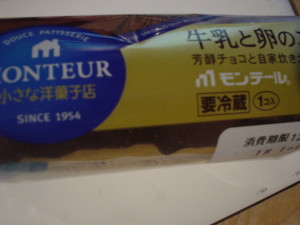 DOUCE PATISSERIE
MONTEUR
小さな洋菓子店
SINCE 1954
牛乳と卵の
芳醇チョコと自家炊き
モンテール
要冷蔵
1コ入
消費期限